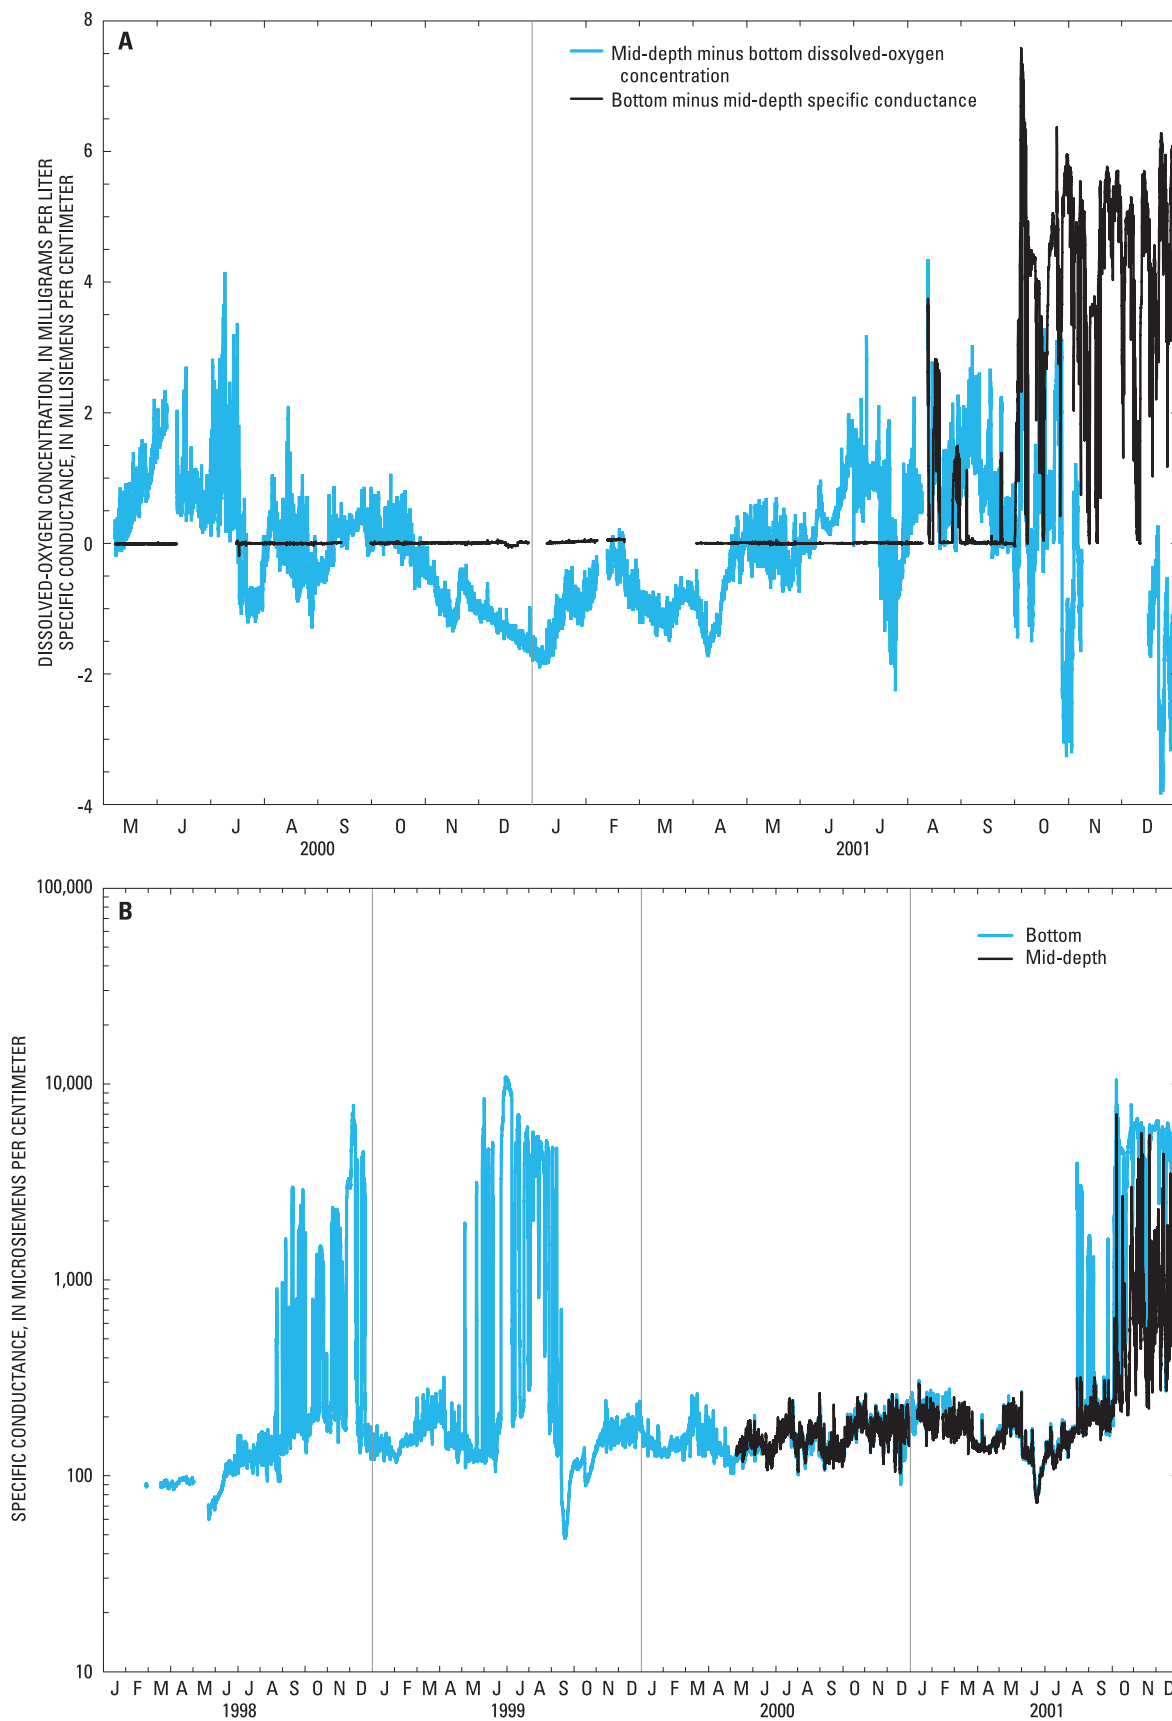 A
Mid-depth minus bottom dissolved-oxygen
concentration
Bottom minus mid-depth specific conductance
DISSOLVED-OXYGEN CONCENTRATION, IN MILLIGRAMS PER LITER
SPECIFIC CONDUCTANCE, IN MILLISIEMENS PER CENTIMETER
8
6
4
2
0
-2
-4
M J J A S O N D J F M A M J J A S O N D
2000 2001
B
Bottom
Mid-depth
SPECIFIC CONDUCTANCE, IN MICROSIEMENS PER CENTIMETER
100,000
10,000
1,000
100
10
J F M A M J J A S O N D J F M A M J J A S O N D J F M A M J J A S O N D J F M A M J J A S O N D
1998 1999 2000 2001